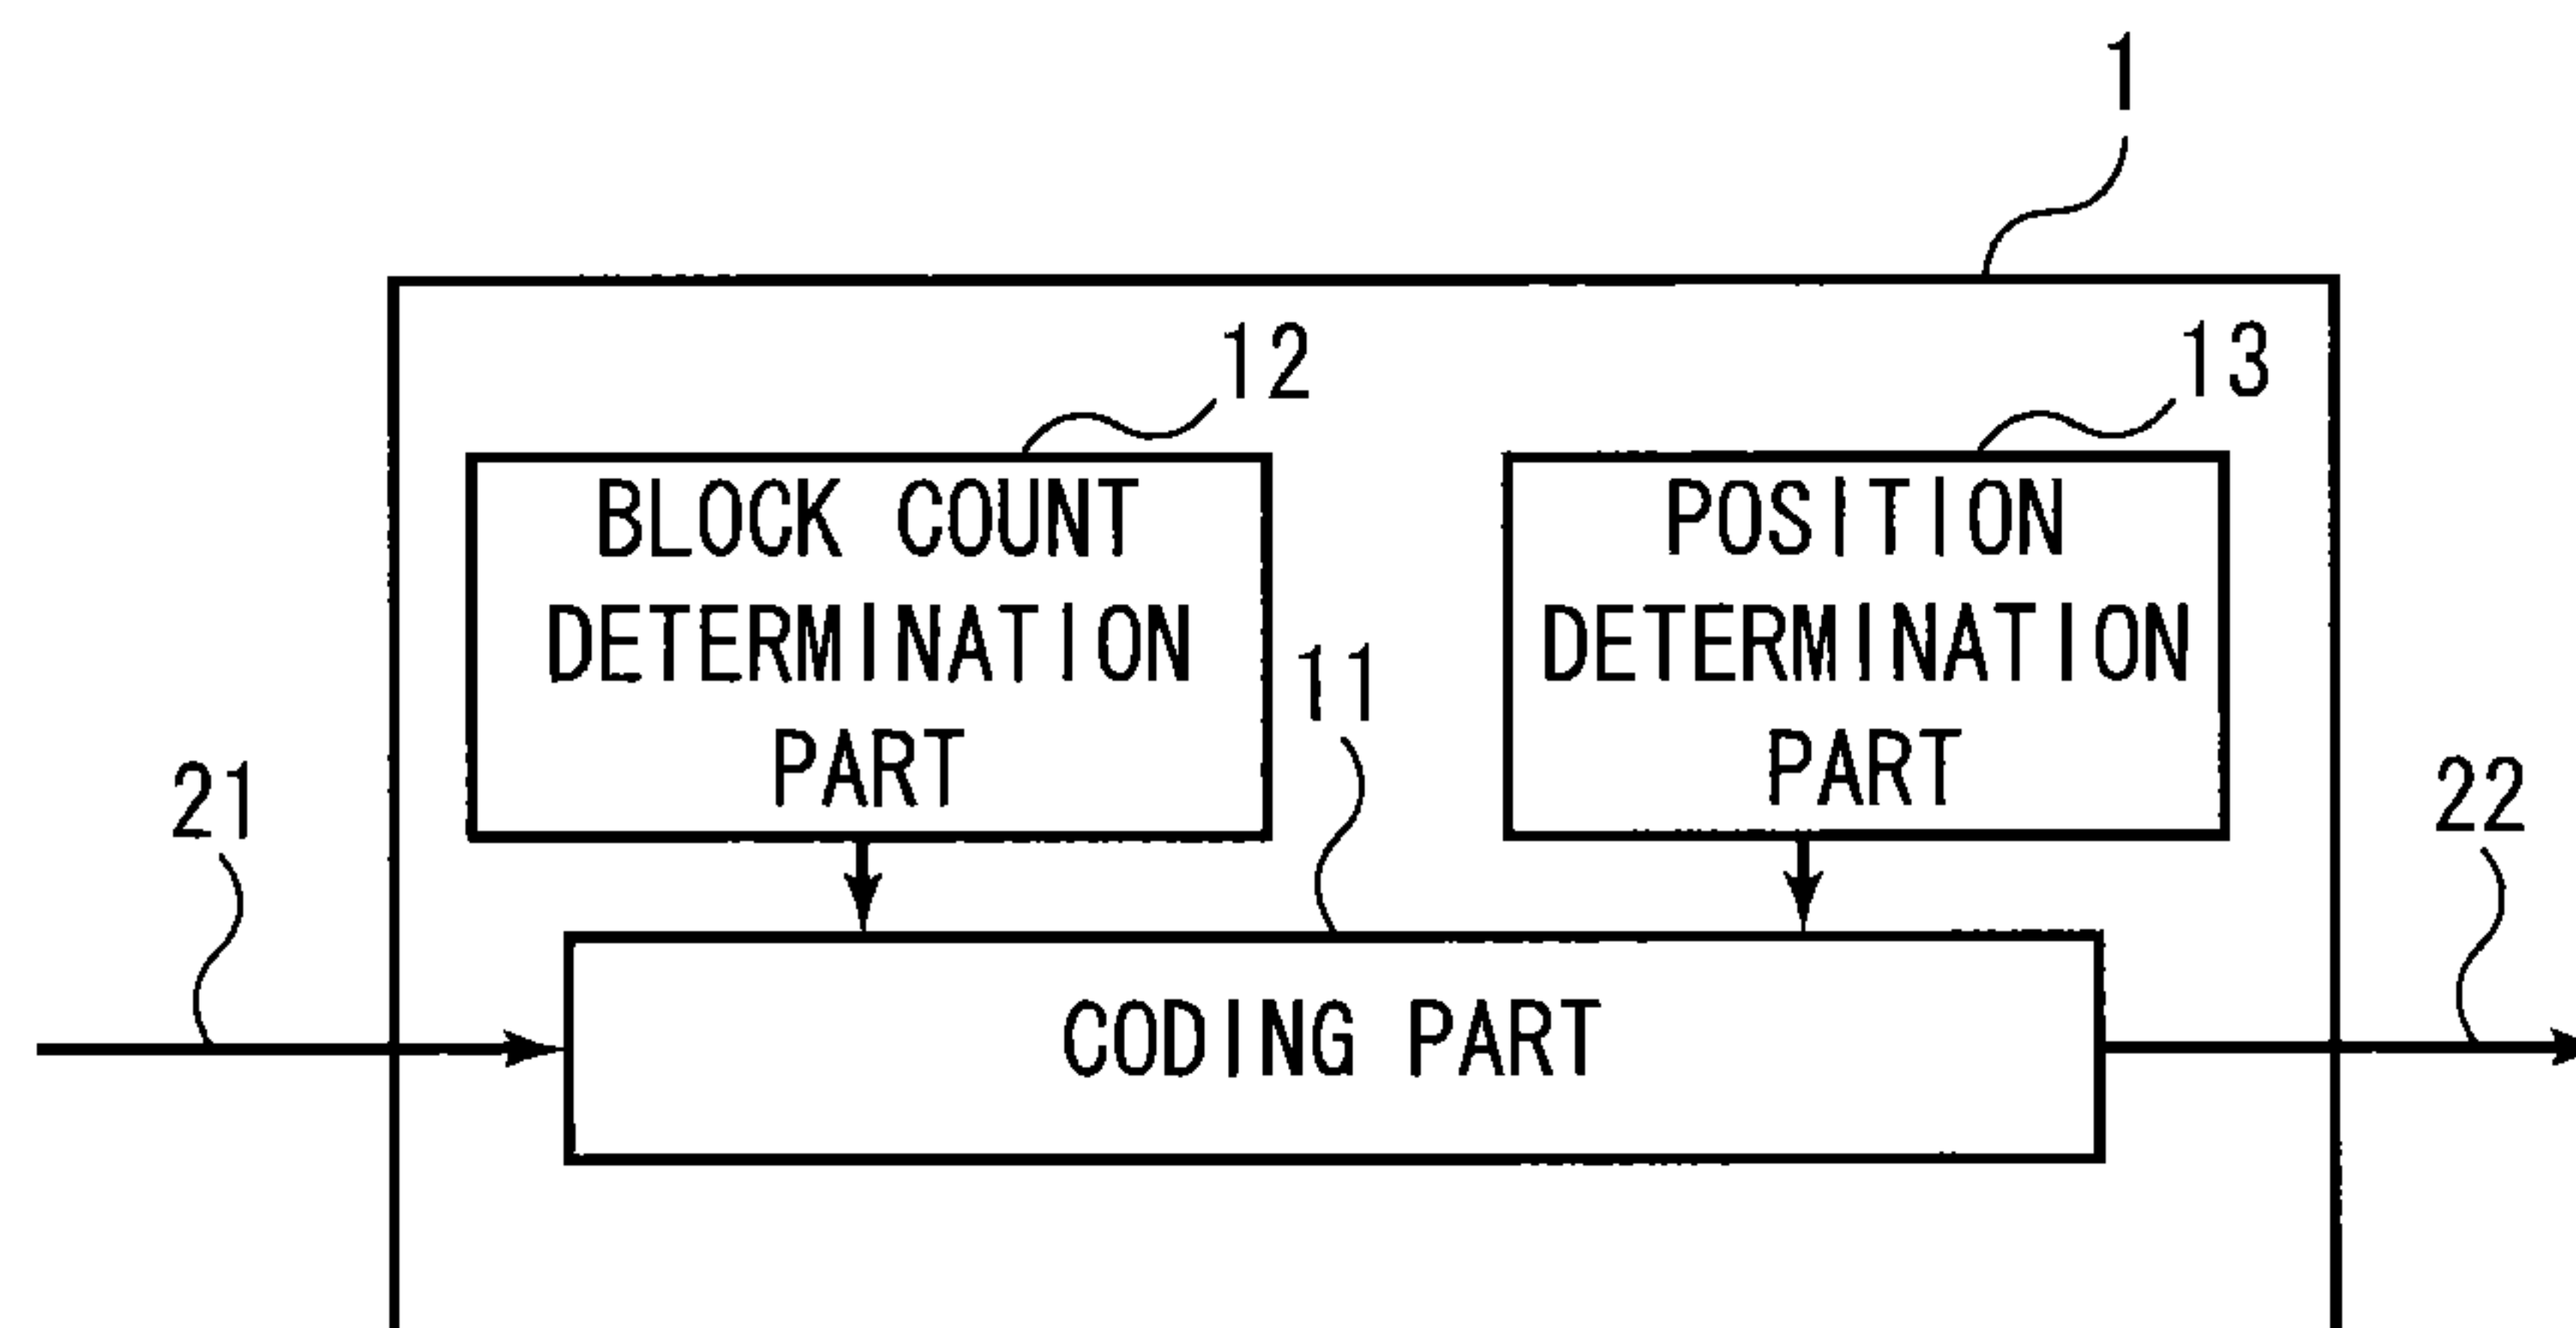 1
12
13
BLOCK COUNT
DETERMINATION
PART
POSITION
DETERMINATION
PART
11
21
22
CODING PART